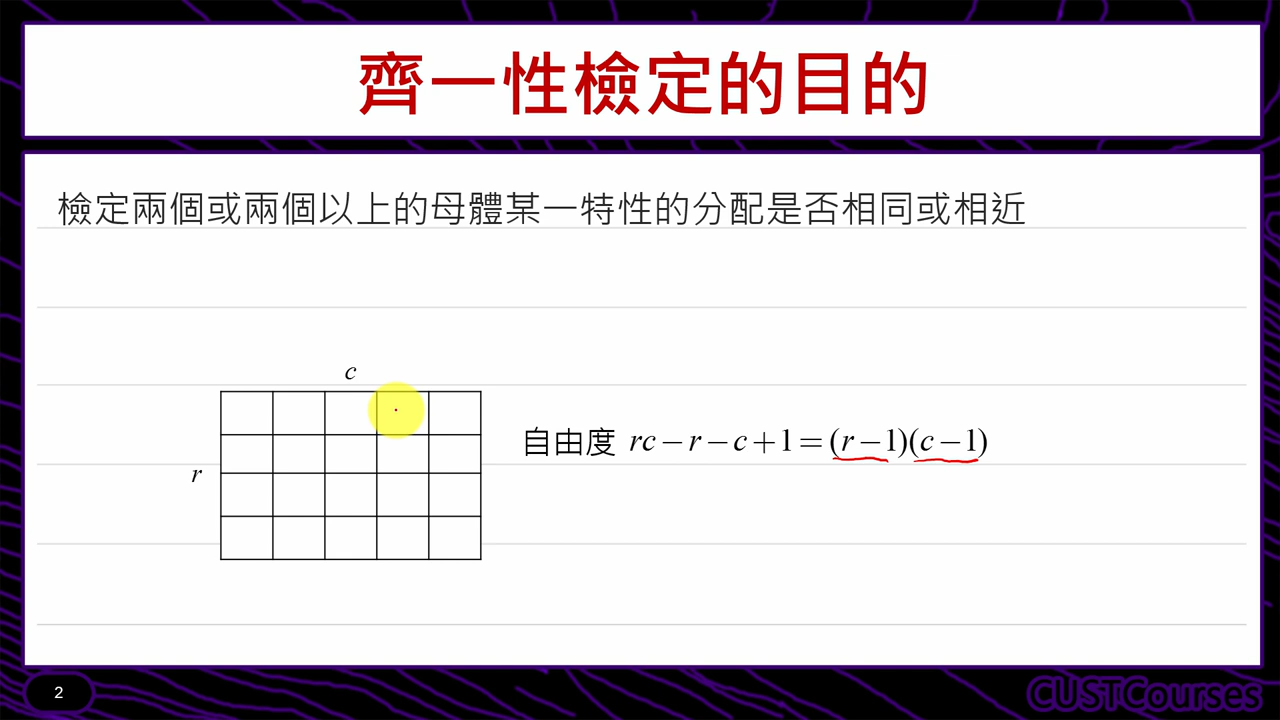 齊一性檢定的目的
檢定兩個或兩個以上的母體某一特性的分配是否相同或相近
c
r
自由度 rc − r − c + 1 = (r − 1)(c − 1)
2
CUSTCourses